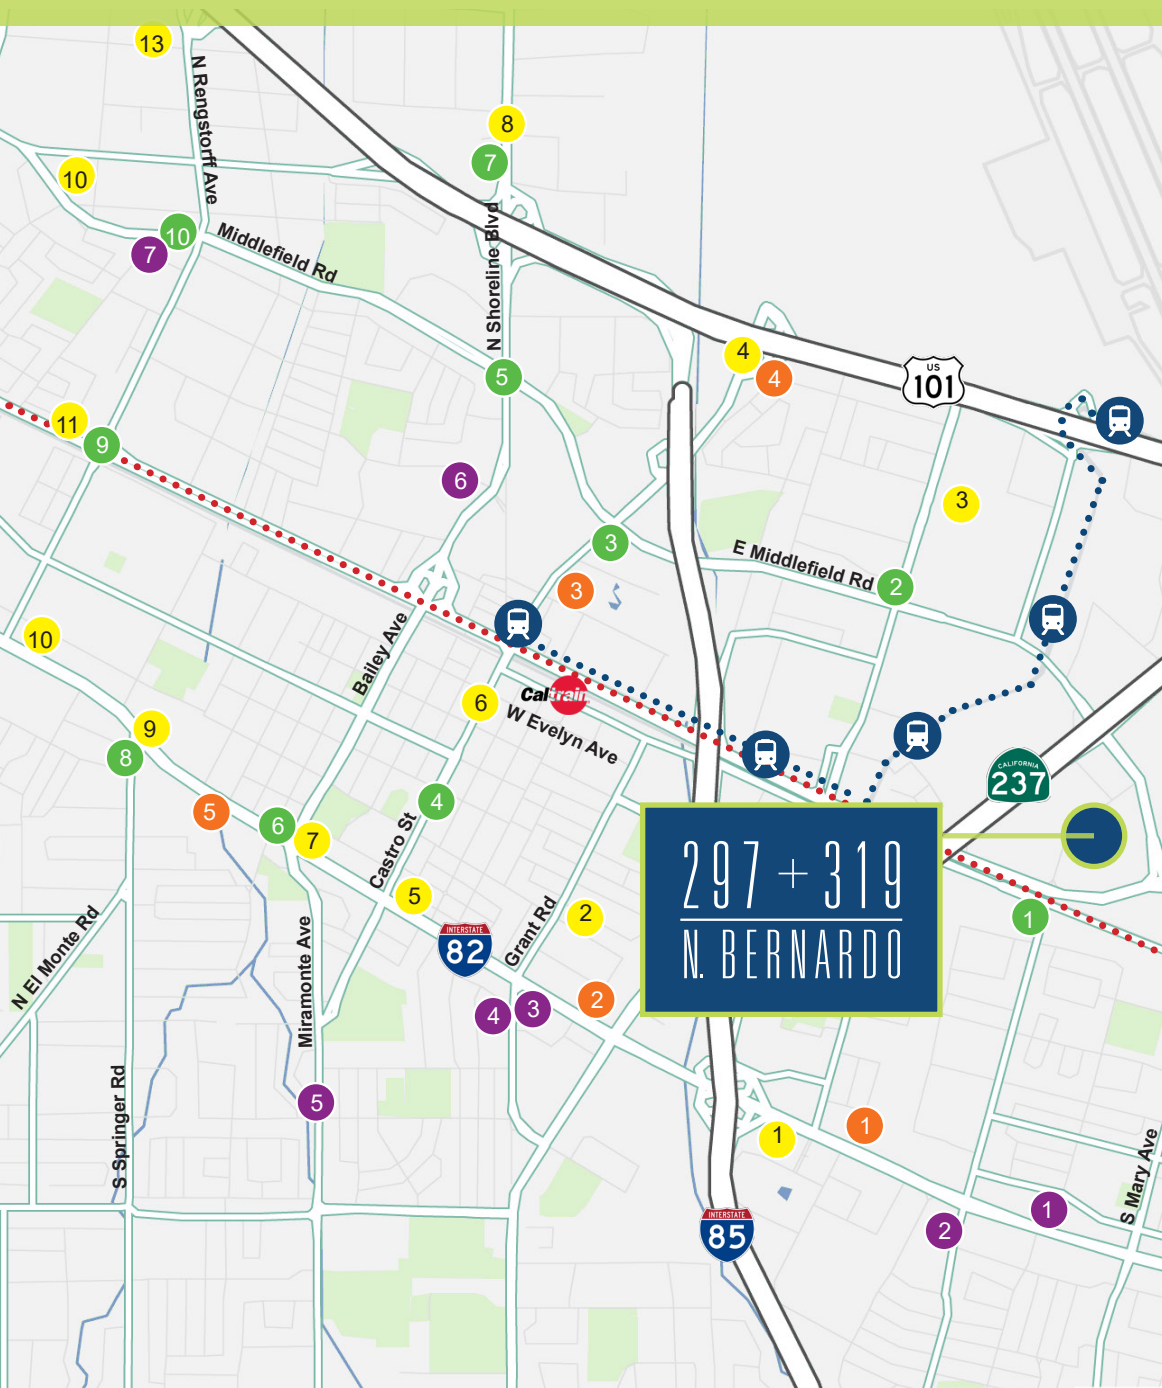 13
N Rengstorff Ave
8
7
10
10
7
Middlefield Rd
N Shoreline Blvd
4
4
US
101
5
11
9
6
3
3
E Middlefield Rd
2
3
10
Bailey Ave
Caltrain
6
W Evelyn Ave
9
8
5
6
7
4
Castro St
5
CALIFORNIA
237
297 + 319
N. BERNARDO
1
2
Grant Rd
INTERSTATE
82
N El Monte Rd
Miramonte Ave
4
3
2
S Springer Rd
5
1
1
S Mary Ave
1
2
INTERSTATE
85